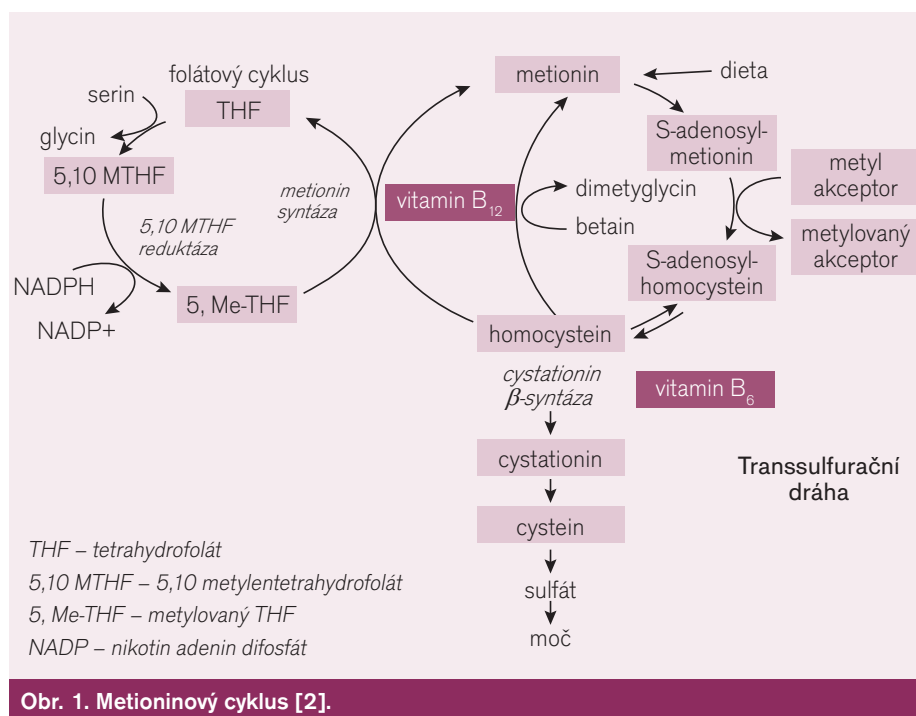 folátový cyklus
serin
THF
glycin
5,10 MTHF
5,10 MTHF
reduktáza
NADPH
NADP+
5, Me-THF
metionin
syntáza
vitamin B₁₂
metionin
dieta
S-adenosyl-
metionin
metyl
akceptor
metylovaný
akceptor
dimetyglycin
betain
S-adenosyl-
homocystein
homocystein
cystationin
β-syntáza
vitamin B₆
cystationin
cystein
sulfát
moč
Transsulfurační
dráha
THF – tetrahydrofolát
5,10 MTHF – 5,10 metylentetrahydrofolát
5, Me-THF – metylovaný THF
NADP – nikotin adenin difosfát
Obr. 1. Metioninový cyklus [2].